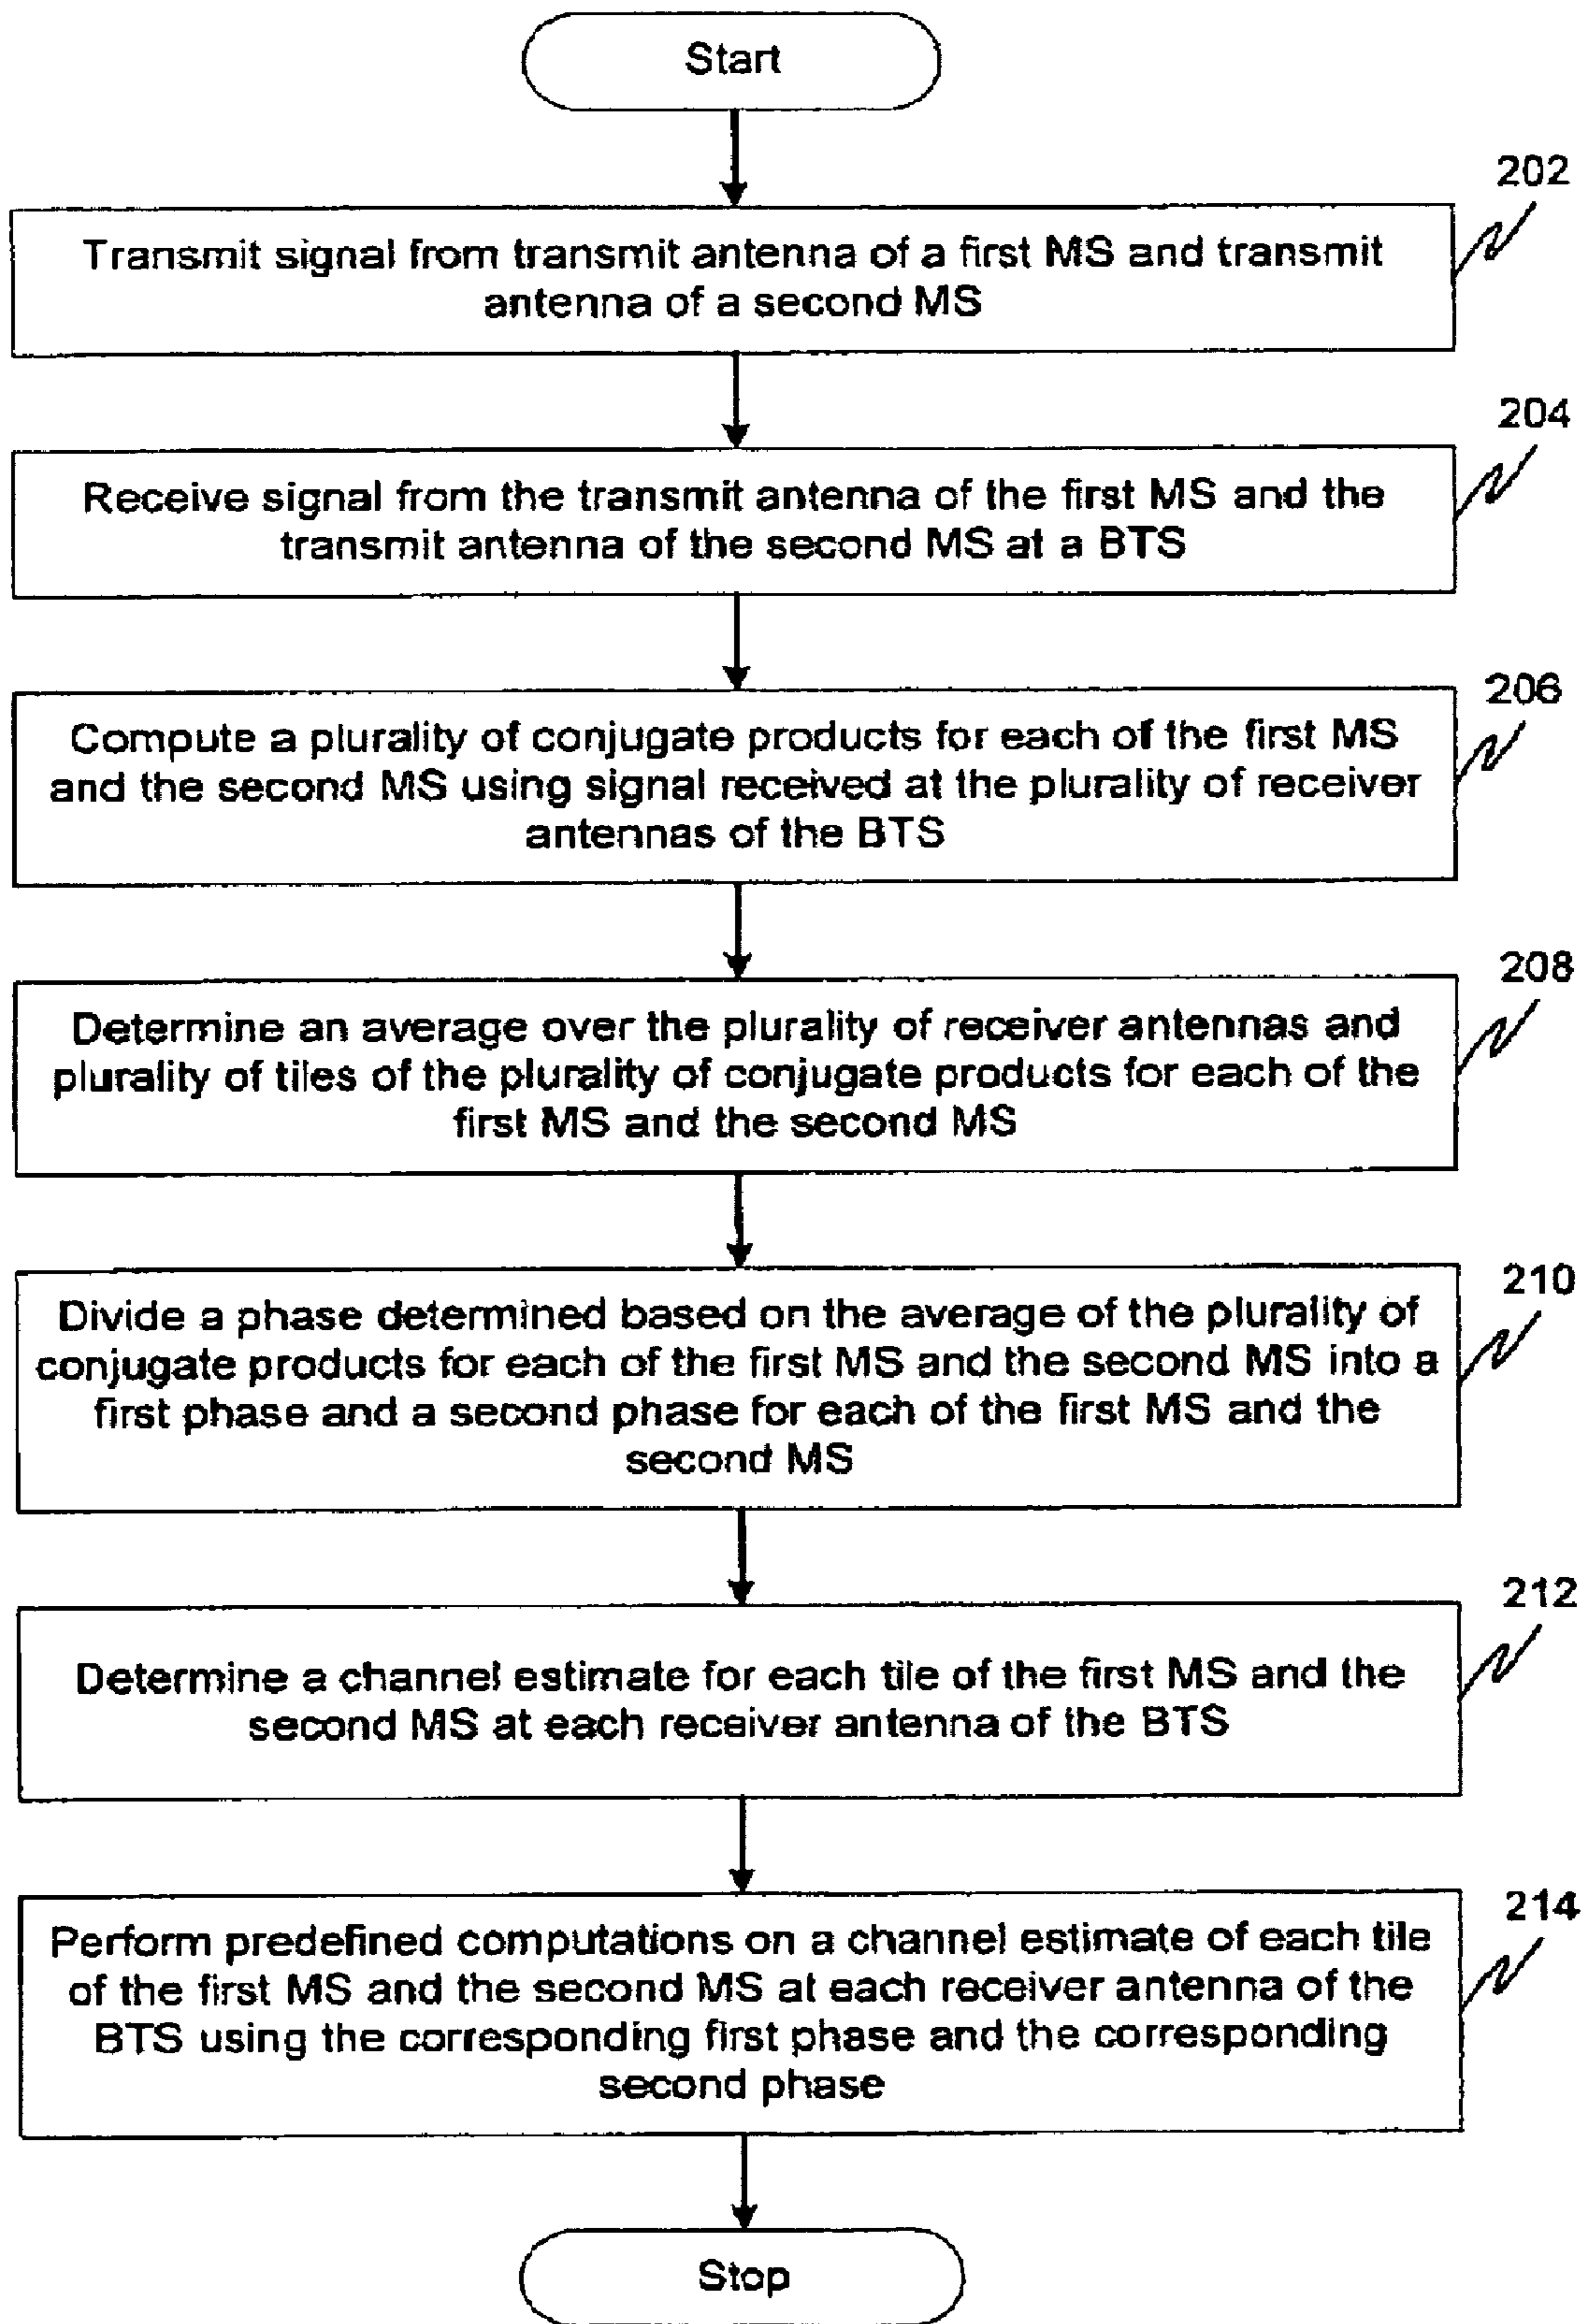 Start
202
Transmit signal from transmit antenna of a first MS and transmit
antenna of a second MS
204
Receive signal from the transmit antenna of the first MS and the
transmit antenna of the second MS at a BTS
206
Compute a plurality of conjugate products for each of the first MS
and the second MS using signal received at the plurality of receiver
antennas of the BTS
208
Determine an average over the plurality of receiver antennas and
plurality of tiles of the plurality of conjugate products for each of the
first MS and the second MS
210
Divide a phase determined based on the average of the plurality of
conjugate products for each of the first MS and the second MS into a
first phase and a second phase for each of the first MS and the
second MS
212
Determine a channel estimate for each tile of the first MS and the
second MS at each receiver antenna of the BTS
214
Perform predefined computations on a channel estimate of each tile
of the first MS and the second MS at each receiver antenna of the
BTS using the corresponding first phase and the corresponding
second phase
Stop